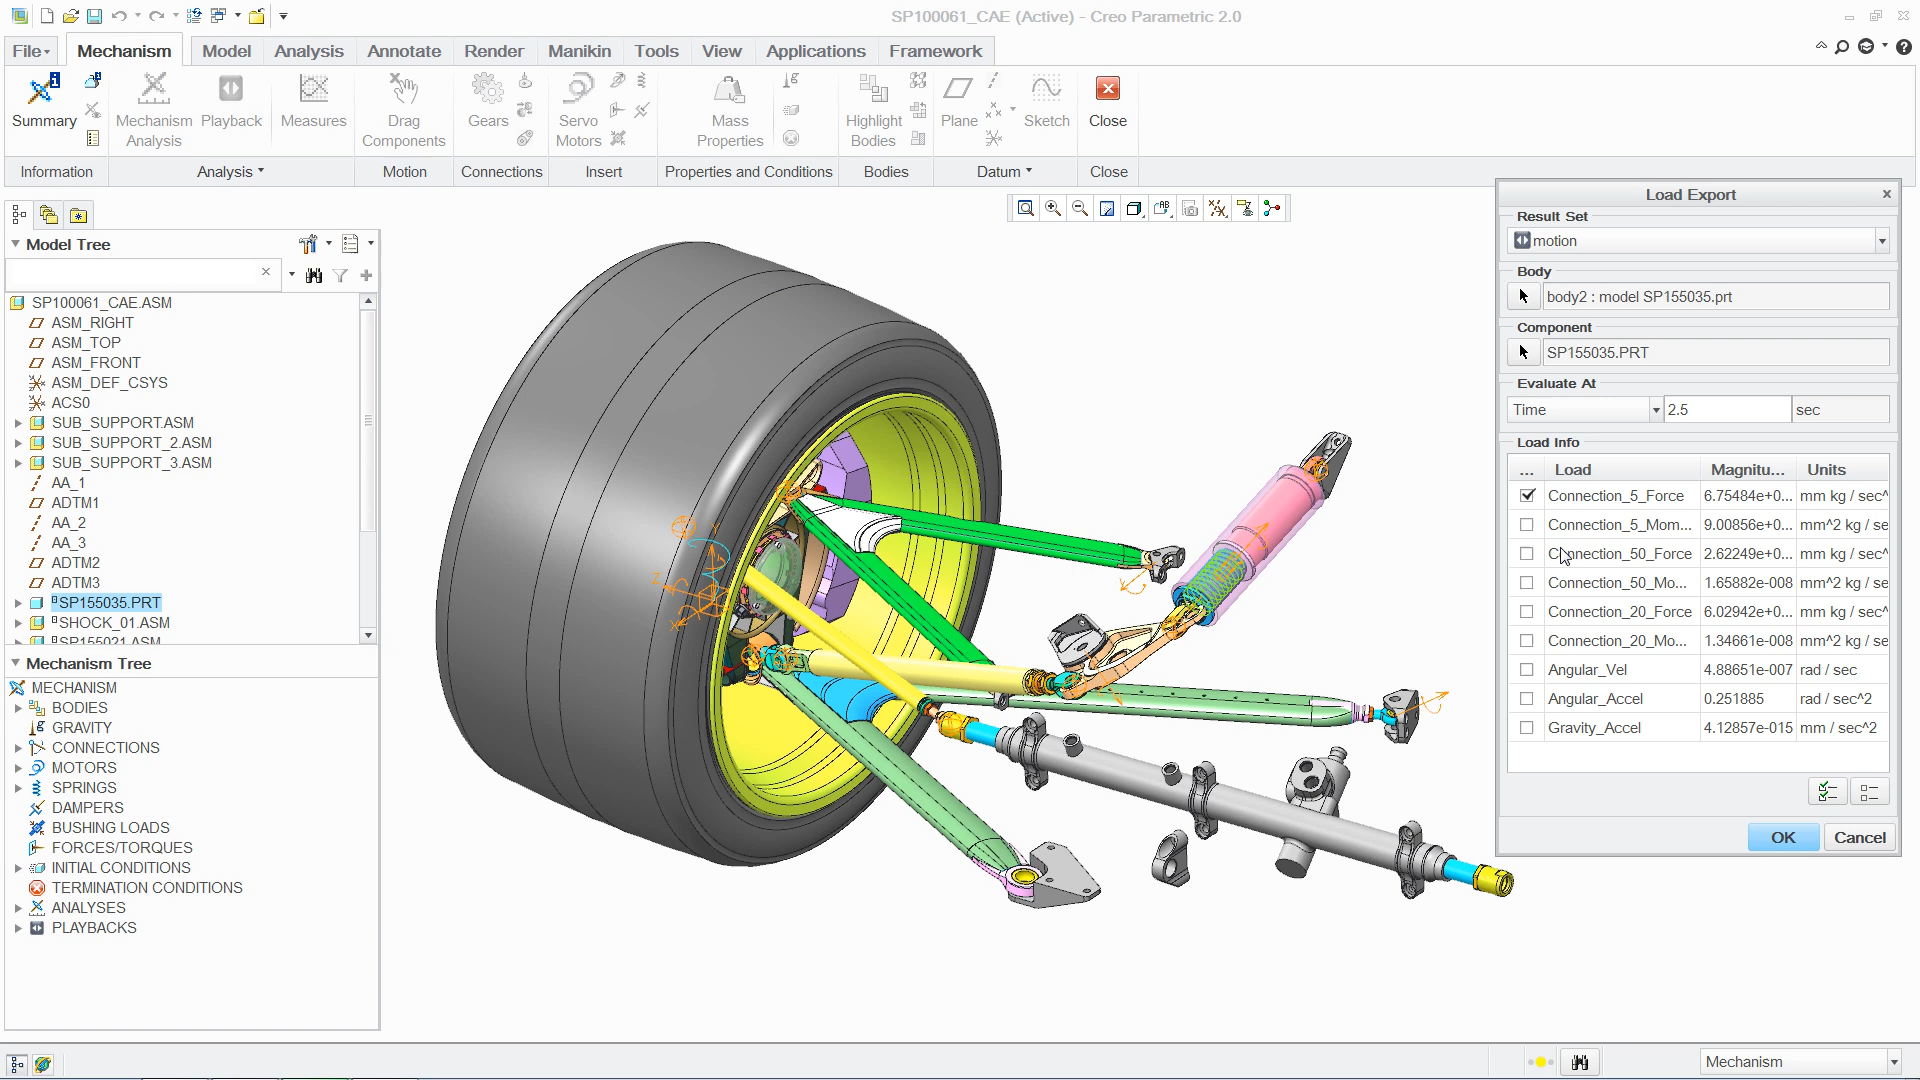 SP100061_CAE (Active) - Creo Parametric 2.0
File Mechanism Model Analysis Annotate Render Manikin Tools View Applications Framework
Summary Mechanism Analysis Playback Measures Drag Components Gears Servo Motors Mass Properties Highlight Bodies Plane Sketch Close
Information Analysis Motion Connections Insert Properties and Conditions Bodies Datum Close
Model Tree
SP100061_CAE.ASM
ASM_RIGHT
ASM_TOP
ASM_FRONT
ASM_DEF_CSYS
ACS0
SUB_SUPPORT.ASM
SUB_SUPPORT_2.ASM
SUB_SUPPORT_3.ASM
AA_1
ADTM1
AA_2
AA_3
ADTM2
ADTM3
SP155035.PRT
SHOCK_01.ASM
SP155021.ASM
Mechanism Tree
MECHANISM
BODIES
GRAVITY
CONNECTIONS
MOTORS
SPRINGS
DAMPERS
BUSHING LOADS
FORCES/TORQUES
INITIAL CONDITIONS
TERMINATION CONDITIONS
ANALYSES
PLAYBACKS
Load Export
Result Set
motion
Body
body2 : model SP155035.prt
Component
SP155035.PRT
Evaluate At
Time 2.5 sec
Load Info
... Load Magnitu... Units
Connection_5_Force 6.75484e+0... mm kg / sec^
Connection_5_Mom... 9.00856e+0... mm^2 kg / se
Connection_50_Force 2.62249e+0... mm kg / sec^
Connection_50_Mo... 1.65882e-008 mm^2 kg / se
Connection_20_Force 6.02942e+0... mm kg / sec^
Connection_20_Mo... 1.34661e-008 mm^2 kg / se
Angular_Vel 4.88651e-007 rad / sec
Angular_Accel 0.251885 rad / sec^2
Gravity_Accel 4.12857e-015 mm / sec^2
OK Cancel
Mechanism